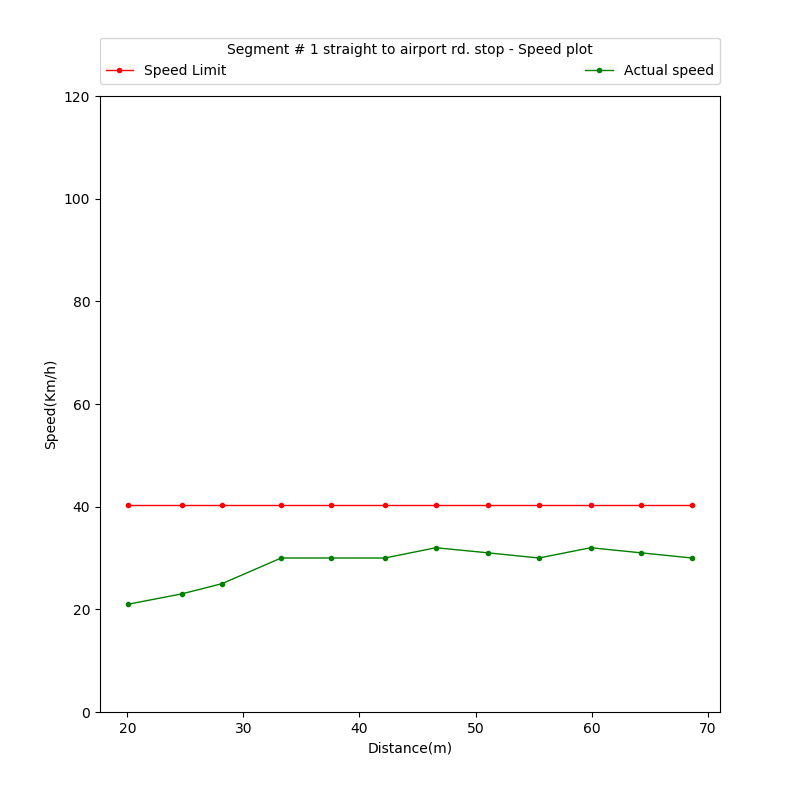 Segment # 1 straight to airport rd. stop - Speed plot
Speed Limit
Actual speed
120
100
80
60
40
20
0
Speed(Km/h)
20 30 40 50 60 70
Distance(m)